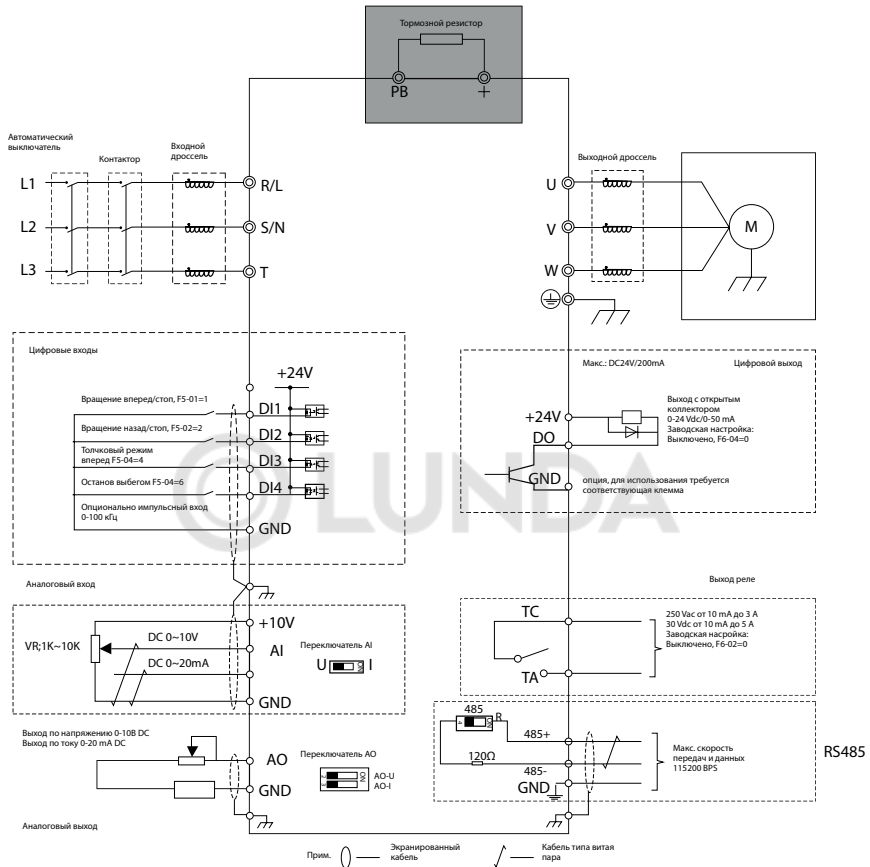 Тормозной резистор
PB
+
Автоматический
выключатель
Контактор
Входной
дроссель
L1
L2
L3
R/L
S/N
T
Выходной дроссель
U
V
W
M
Цифровые входы
+24V
Вращение вперед/стоп, F5-01=1
DI1
Вращение назад/стоп, F5-02=2
DI2
Толчковый режим
вперед F5-04=4
DI3
Останов выбегом F5-04=6
DI4
Опционально импульсный вход
0-100 кГц
GND
Макс.: DC24V/200mA
Цифровой выход
+24V
DO
GND
Выход с открытым
коллектором
0-24 Vdc/0-50 mA
Заводская настройка:
Выключено, F6-04=0
опция, для использования требуется
соответствующая клемма
LUNDA
Аналоговый вход
+10V
VR;1K~10K
DC 0~10V
AI
DC 0~20mA
GND
Переключатель AI
U
ON
I
Выход реле
TC
TA
250 Vac от 10 mA до 3 A
30 Vdc от 10 mA до 5 A
Заводская насройка:
Выключено, F6-02=0
Выход по напряжению 0-10В DC
Выход по току 0-20 mA DC
AO
GND
Переключатель AO
ON
AO-U
AO-I
Аналоговый выход
485
ON
R
485+
120Ω
485-
GND
Макс. скорость
передач и данных
115200 BPS
RS485
Прим.
Экранированный
кабель
Кабель типа витая
пара